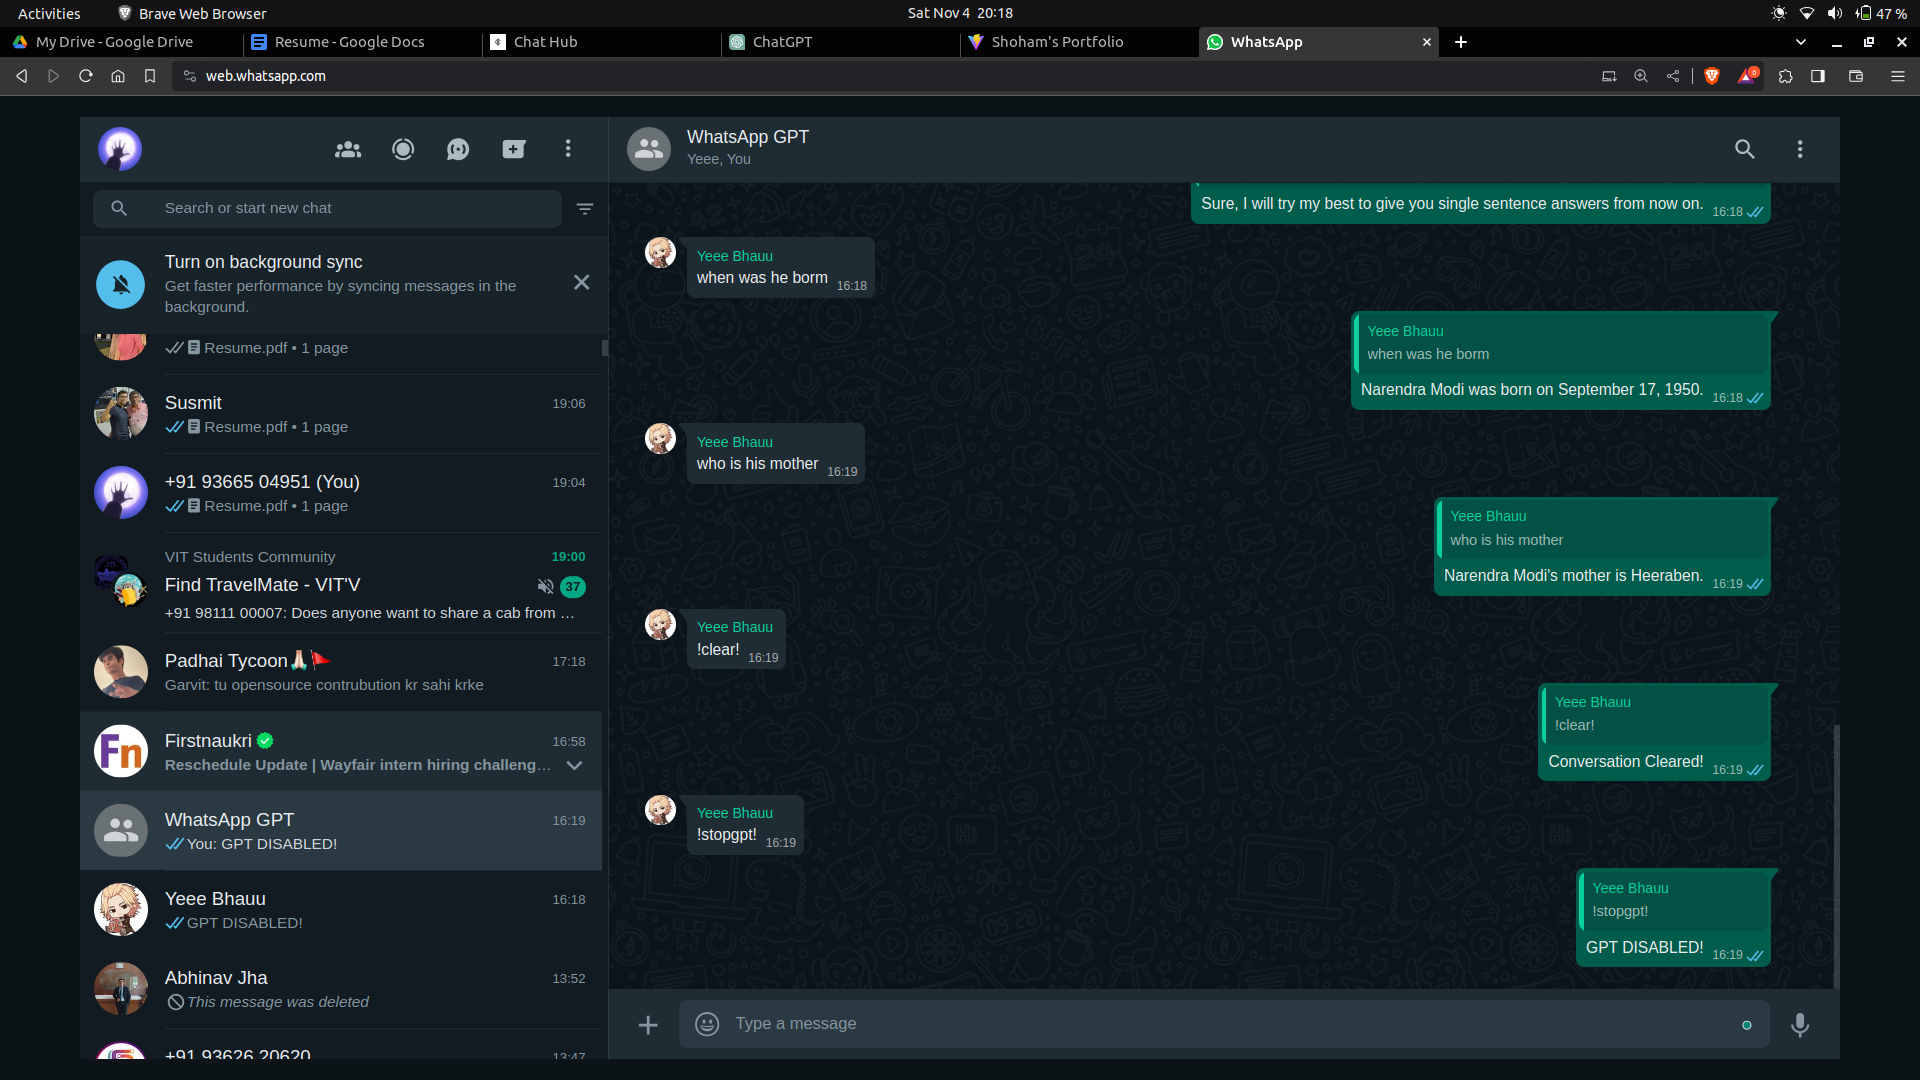 Activities
Brave Web Browser
Sat Nov 4 20:18
47 %
My Drive - Google Drive
Resume - Google Docs
Chat Hub
ChatGPT
Shoham's Portfolio
WhatsApp
web.whatsapp.com
6
Search or start new chat
Turn on background sync
Get faster performance by syncing messages in the
background.
Resume.pdf • 1 page
Susmit
19:06
Resume.pdf • 1 page
+91 93665 04951 (You)
19:04
Resume.pdf • 1 page
VIT Students Community
19:00
Find TravelMate - VIT'V
37
+91 98111 00007: Does anyone want to share a cab from …
Padhai Tycoon🙏🏻🚩
17:18
Garvit: tu opensource contrubution kr sahi krke
Fn
Firstnaukri
16:58
Reschedule Update | Wayfair intern hiring challeng…
WhatsApp GPT
16:19
You: GPT DISABLED!
Yeee Bhauu
16:18
GPT DISABLED!
Abhinav Jha
13:52
This message was deleted
+91 93626 20620
13:47
WhatsApp GPT
Yeee, You
Sure, I will try my best to give you single sentence answers from now on. 16:18
Yeee Bhauu
when was he borm 16:18
Yeee Bhauu
when was he borm
Narendra Modi was born on September 17, 1950. 16:18
Yeee Bhauu
who is his mother 16:19
Yeee Bhauu
who is his mother
Narendra Modi's mother is Heeraben. 16:19
Yeee Bhauu
!clear! 16:19
Yeee Bhauu
!clear!
Conversation Cleared! 16:19
Yeee Bhauu
!stopgpt! 16:19
Yeee Bhauu
!stopgpt!
GPT DISABLED! 16:19
Type a message